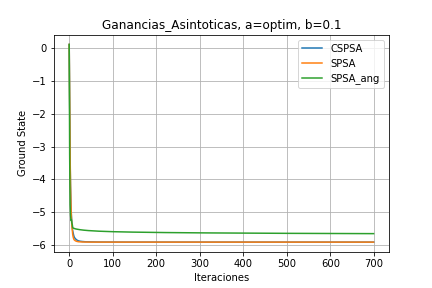 Ganancias_Asintoticas, a=optim, b=0.1
CSPSA
SPSA
SPSA_ang
Ground State
0
−1
−2
−3
−4
−5
−6
0 100 200 300 400 500 600 700
Iteraciones